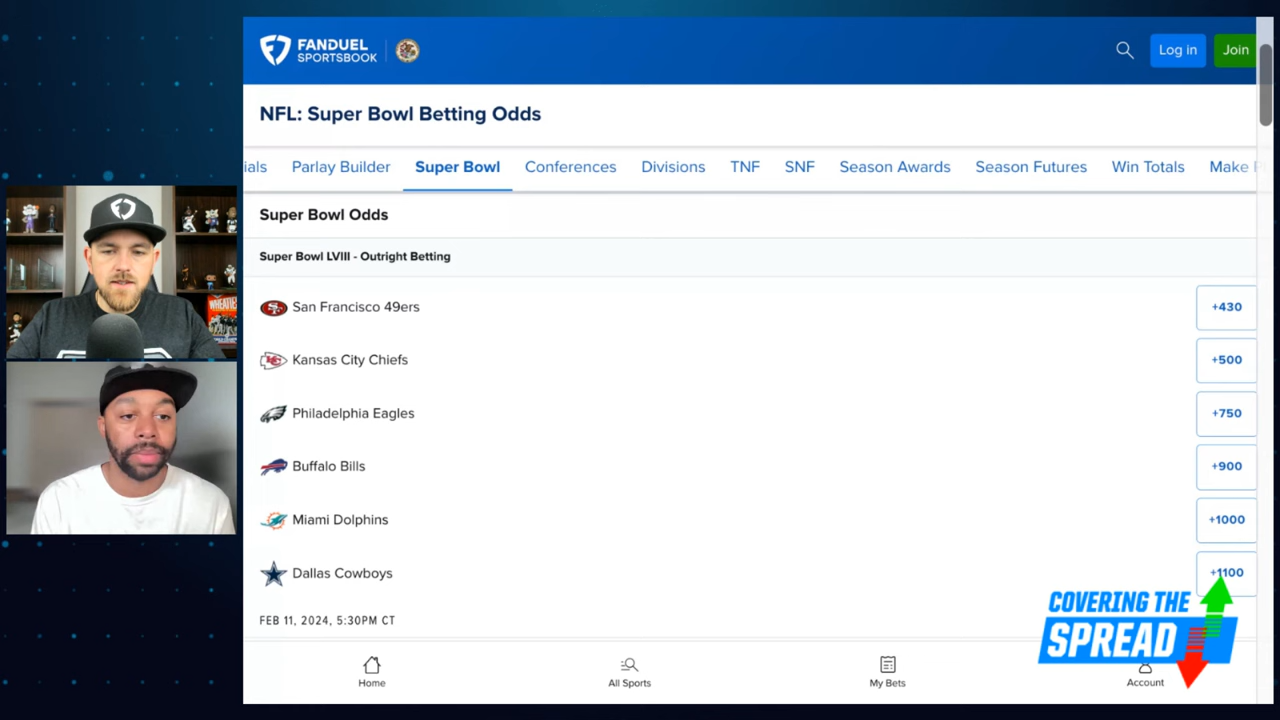 FANDUEL
SPORTSBOOK
Log in
Join
NFL: Super Bowl Betting Odds
ials Parlay Builder Super Bowl Conferences Divisions TNF SNF Season Awards Season Futures Win Totals Make P
Super Bowl Odds
Super Bowl LVIII - Outright Betting
San Francisco 49ers +430
Kansas City Chiefs +500
Philadelphia Eagles +750
Buffalo Bills +900
Miami Dolphins +1000
Dallas Cowboys +1100
FEB 11, 2024, 5:30PM CT
COVERING THE
SPREAD
Home All Sports My Bets Account
WHEATIES